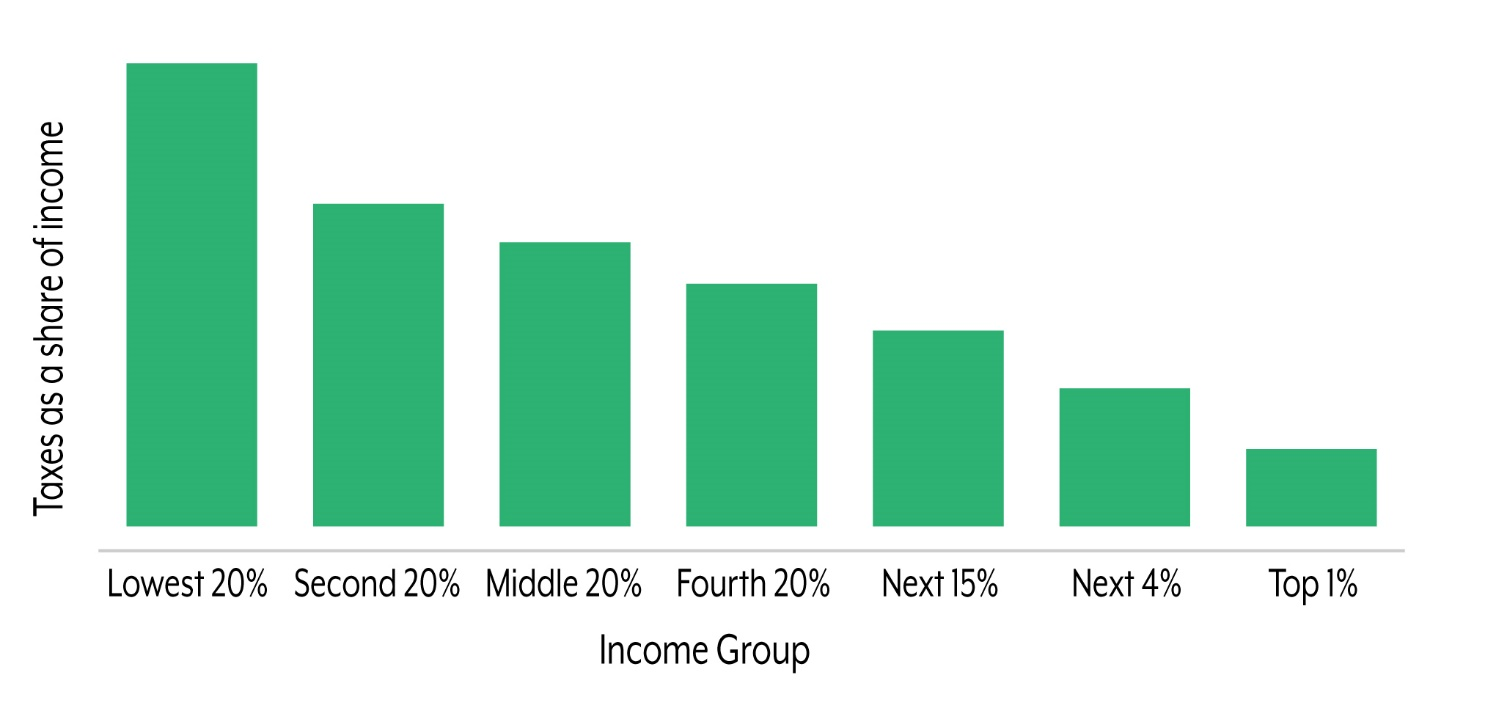 Taxes as a share of income
Lowest 20%
Second 20%
Middle 20%
Fourth 20%
Next 15%
Next 4%
Top 1%
Income Group